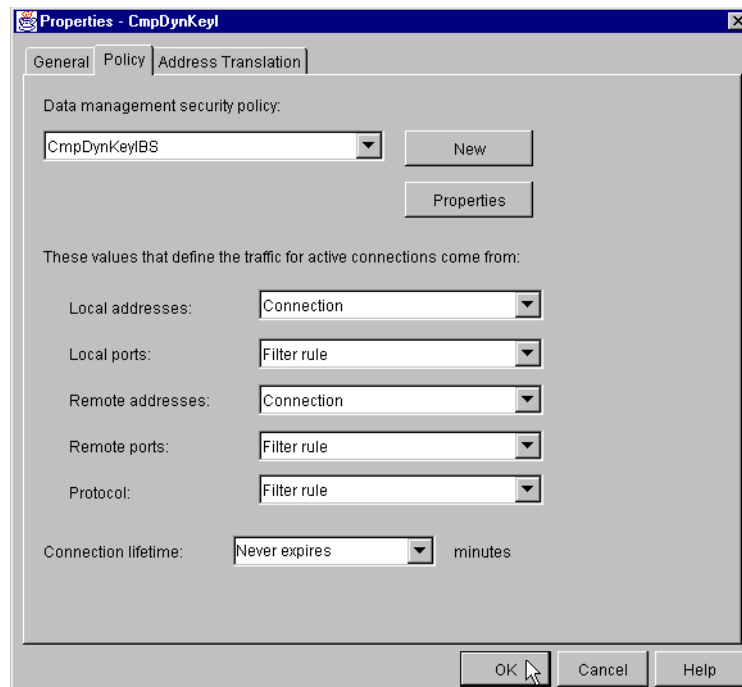 Properties - CmpDynKeyI
General Policy Address Translation
Data management security policy:
CmpDynKeyIBS New
Properties
These values that define the traffic for active connections come from:
Local addresses: Connection
Local ports: Filter rule
Remote addresses: Connection
Remote ports: Filter rule
Protocol: Filter rule
Connection lifetime: Never expires minutes
OK Cancel Help